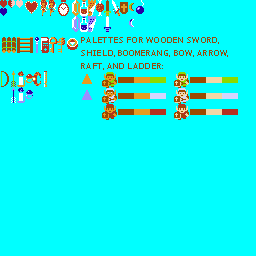 PALETTES FOR WOODEN SWORD,
SHIELD, BOOMERANG, BOW, ARROW,
RAFT, AND LADDER: